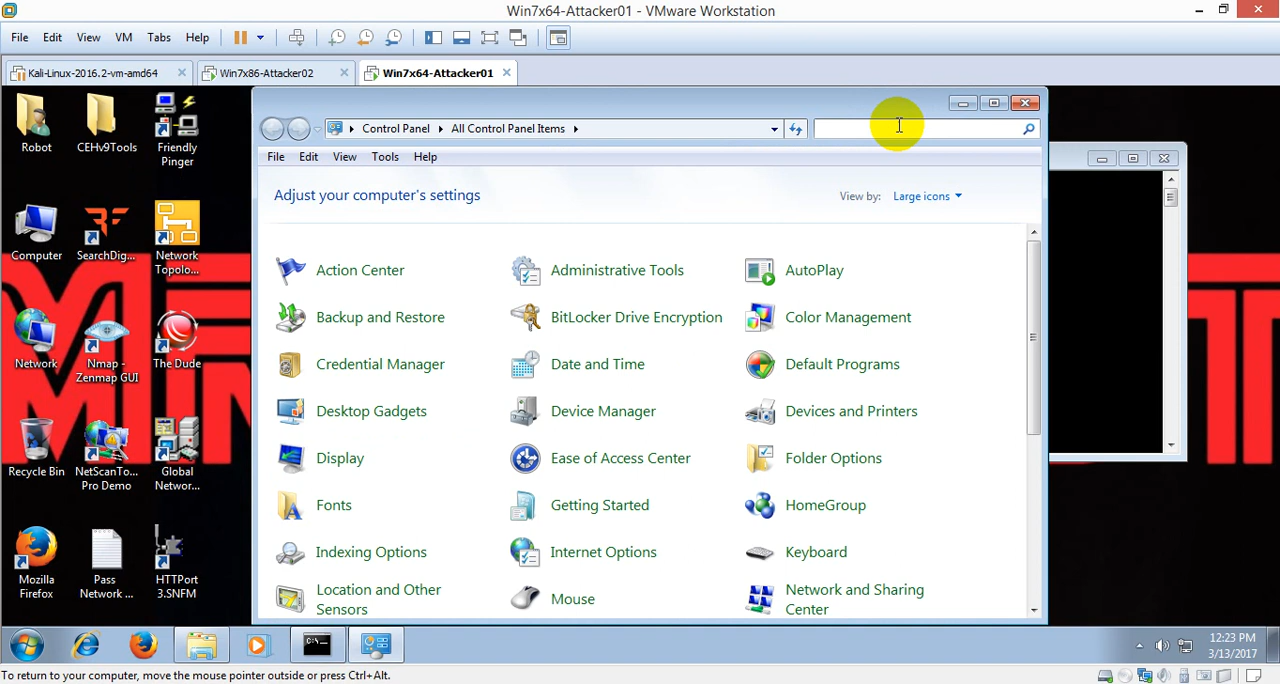 Win7x64-Attacker01 - VMware Workstation
File Edit View VM Tabs Help
Kali-Linux-2016.2-vm-amd64
Win7x86-Attacker02
Win7x64-Attacker01
Robot
CEHv9Tools
Friendly
Pinger
Computer
SearchDig...
Network
Topolo...
Network
Nmap -
Zenmap GUI
The Dude
Recycle Bin
NetScanTo...
Pro Demo
Global
Networ...
Mozilla
Firefox
Pass
Network ...
HTTPort
3.SNFM
Control Panel
All Control Panel Items
File Edit View Tools Help
Adjust your computer's settings
View by: Large icons
Action Center
Administrative Tools
AutoPlay
Backup and Restore
BitLocker Drive Encryption
Color Management
Credential Manager
Date and Time
Default Programs
Desktop Gadgets
Device Manager
Devices and Printers
Display
Ease of Access Center
Folder Options
Fonts
Getting Started
HomeGroup
Indexing Options
Internet Options
Keyboard
Location and Other
Sensors
Mouse
Network and Sharing
Center
C:\
12:23 PM
3/13/2017
To return to your computer, move the mouse pointer outside or press Ctrl+Alt.